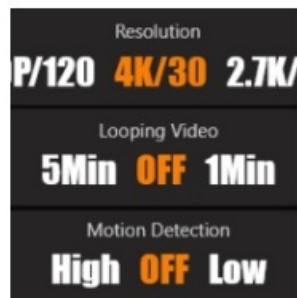 Resolution
P/120 4K/30 2.7K/
Looping Video
5Min OFF 1Min
Motion Detection
High OFF Low